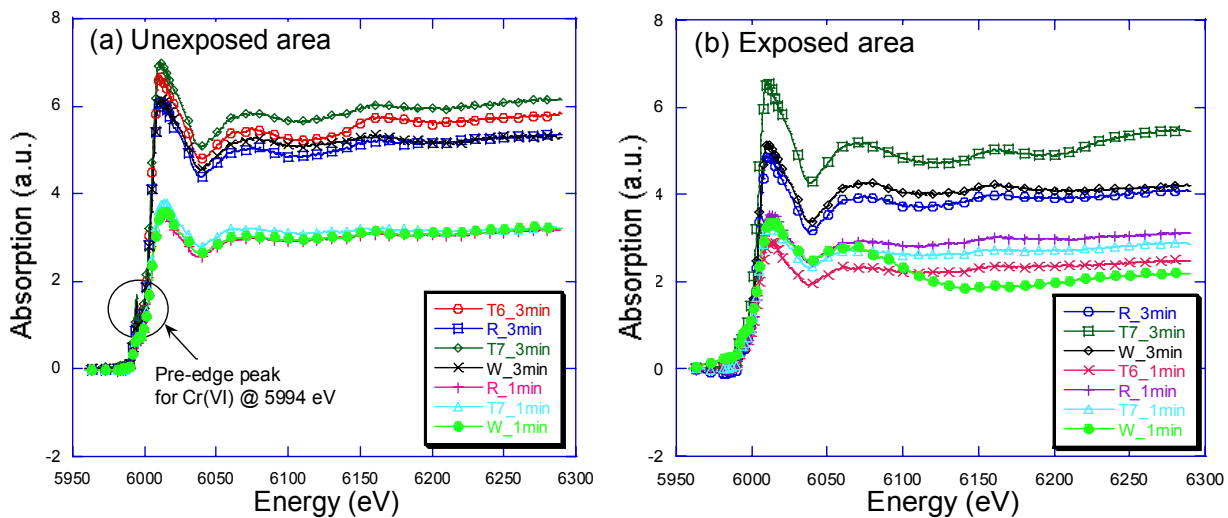 (a) Unexposed area
8
6
4
2
0
-2
Absorption (a.u.)
5950 6000 6050 6100 6150 6200 6250 6300
Energy (eV)
Pre-edge peak
for Cr(VI) @ 5994 eV
T6_3min
R_3min
T7_3min
W_3min
R_1min
T7_1min
W_1min
(b) Exposed area
8
6
4
2
0
-2
Absorption (a.u.)
5950 6000 6050 6100 6150 6200 6250 6300
Energy (eV)
R_3min
T7_3min
W_3min
T6_1min
R_1min
T7_1min
W_1min